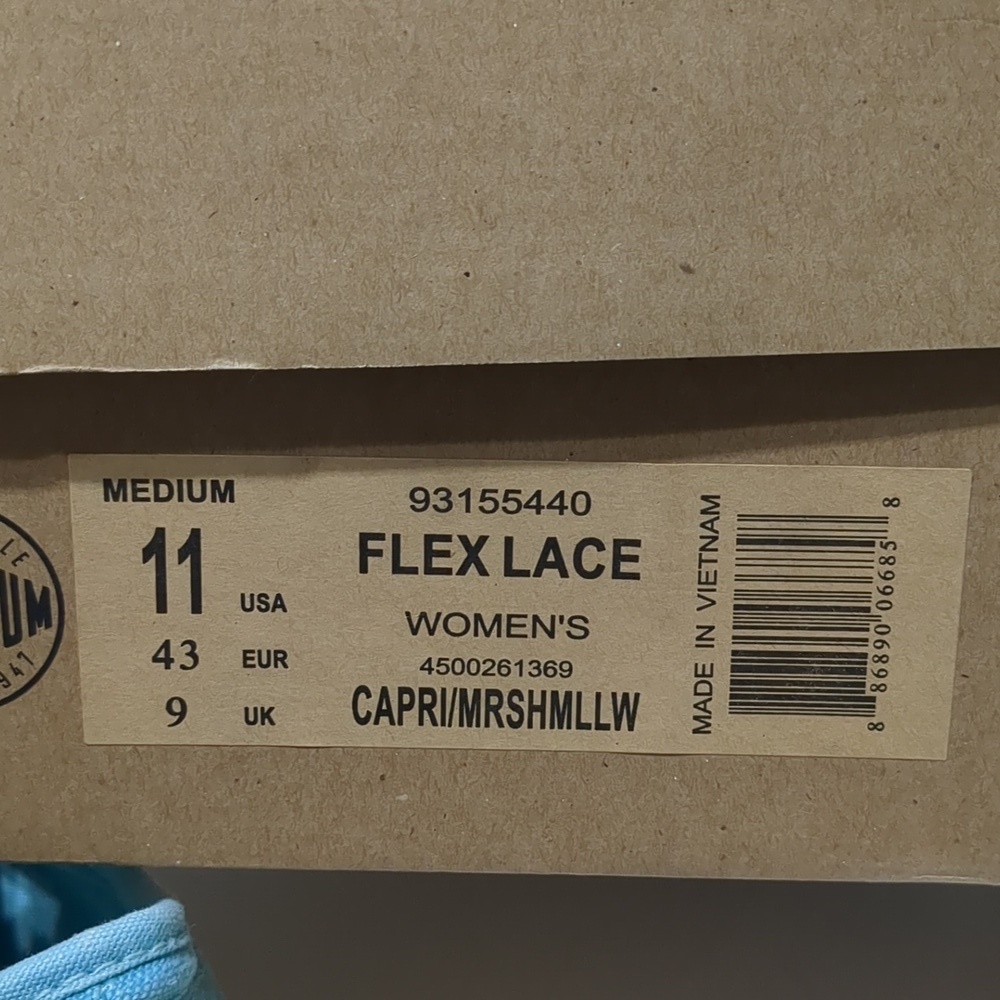 MEDIUM
11 USA
43 EUR
9 UK
93155440
FLEX LACE
WOMEN'S
4500261369
CAPRI/MRSHMLLW
MADE IN VIETNAM
8 86890 06685 8